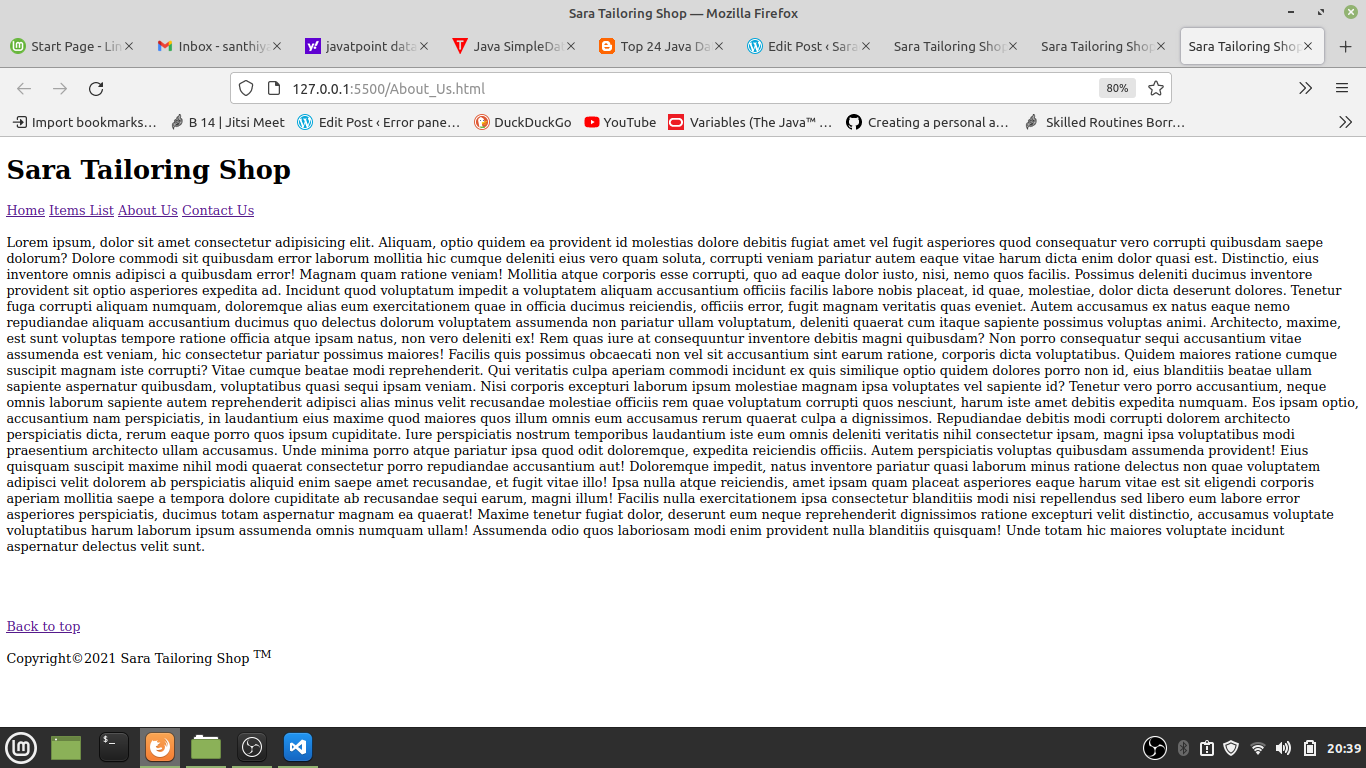 Sara Tailoring Shop — Mozilla Firefox
Start Page - Lin Inbox - santhiya javatpoint data Java SimpleDat Top 24 Java Da Edit Post ‹ Sara Sara Tailoring Shop Sara Tailoring Shop Sara Tailoring Shop
127.0.0.1:5500/About_Us.html 80%
Import bookmarks… B 14 | Jitsi Meet Edit Post ‹ Error pane… DuckDuckGo YouTube Variables (The Java™ … Creating a personal a… Skilled Routines Borr…
Sara Tailoring Shop
Home Items List About Us Contact Us
Lorem ipsum, dolor sit amet consectetur adipisicing elit. Aliquam, optio quidem ea provident id molestias dolore debitis fugiat amet vel fugit asperiores quod consequatur vero corrupti quibusdam saepe
dolorum? Dolore commodi sit quibusdam error laborum mollitia hic cumque deleniti eius vero quam soluta, corrupti veniam pariatur autem eaque vitae harum dicta enim dolor quasi est. Distinctio, eius
inventore omnis adipisci a quibusdam error! Magnam quam ratione veniam! Mollitia atque corporis esse corrupti, quo ad eaque dolor iusto, nisi, nemo quos facilis. Possimus deleniti ducimus inventore
provident sit optio asperiores expedita ad. Incidunt quod voluptatum impedit a voluptatem aliquam accusantium officiis facilis labore nobis placeat, id quae, molestiae, dolor dicta deserunt dolores. Tenetur
fuga corrupti aliquam numquam, doloremque alias eum exercitationem quae in officia ducimus reiciendis, officiis error, fugit magnam veritatis quas eveniet. Autem accusamus ex natus eaque nemo
repudiandae aliquam accusantium ducimus quo delectus dolorum voluptatem assumenda non pariatur ullam voluptatum, deleniti quaerat cum itaque sapiente possimus voluptas animi. Architecto, maxime,
est sunt voluptas tempore ratione officia atque ipsam natus, non vero deleniti ex! Rem quas iure at consequuntur inventore debitis magni quibusdam? Non porro consequatur sequi accusantium vitae
assumenda est veniam, hic consectetur pariatur possimus maiores! Facilis quis possimus obcaecati non vel sit accusantium sint earum ratione, corporis dicta voluptatibus. Quidem maiores ratione cumque
suscipit magnam iste corrupti? Vitae cumque beatae modi reprehenderit. Qui veritatis culpa aperiam commodi incidunt ex quis similique optio quidem dolores porro non id, eius blanditiis beatae ullam
sapiente aspernatur quibusdam, voluptatibus quasi sequi ipsam veniam. Nisi corporis excepturi laborum ipsum molestiae magnam ipsa voluptates vel sapiente id? Tenetur vero porro accusantium, neque
omnis laborum sapiente autem reprehenderit adipisci alias minus velit recusandae molestiae officiis rem quae voluptatum corrupti quos nesciunt, harum iste amet debitis expedita numquam. Eos ipsam optio,
accusantium nam perspiciatis, in laudantium eius maxime quod maiores quos illum omnis eum accusamus rerum quaerat culpa a dignissimos. Repudiandae debitis modi corrupti dolorem architecto
perspiciatis dicta, rerum eaque porro quos ipsum cupiditate. Iure perspiciatis nostrum temporibus laudantium iste eum omnis deleniti veritatis nihil consectetur ipsam, magni ipsa voluptatibus modi
praesentium architecto ullam accusamus. Unde minima porro atque pariatur ipsa quod odit doloremque, expedita reiciendis officiis. Autem perspiciatis voluptas quibusdam assumenda provident! Eius
quisquam suscipit maxime nihil modi quaerat consectetur porro repudiandae accusantium aut! Doloremque impedit, natus inventore pariatur quasi laborum minus ratione delectus non quae voluptatem
adipisci velit dolorem ab perspiciatis aliquid enim saepe amet recusandae, et fugit vitae illo! Ipsa nulla atque reiciendis, amet ipsam quam placeat asperiores eaque harum vitae est sit eligendi corporis
aperiam mollitia saepe a tempora dolore cupiditate ab recusandae sequi earum, magni illum! Facilis nulla exercitationem ipsa consectetur blanditiis modi nisi repellendus sed libero eum labore error
asperiores perspiciatis, ducimus totam aspernatur magnam ea quaerat! Maxime tenetur fugiat dolor, deserunt eum neque reprehenderit dignissimos ratione excepturi velit distinctio, accusamus voluptate
voluptatibus harum laborum ipsum assumenda omnis numquam ullam! Assumenda odio quos laboriosam modi enim provident nulla blanditiis quisquam! Unde totam hic maiores voluptate incidunt
aspernatur delectus velit sunt.
Back to top
Copyright©2021 Sara Tailoring Shop TM
20:39